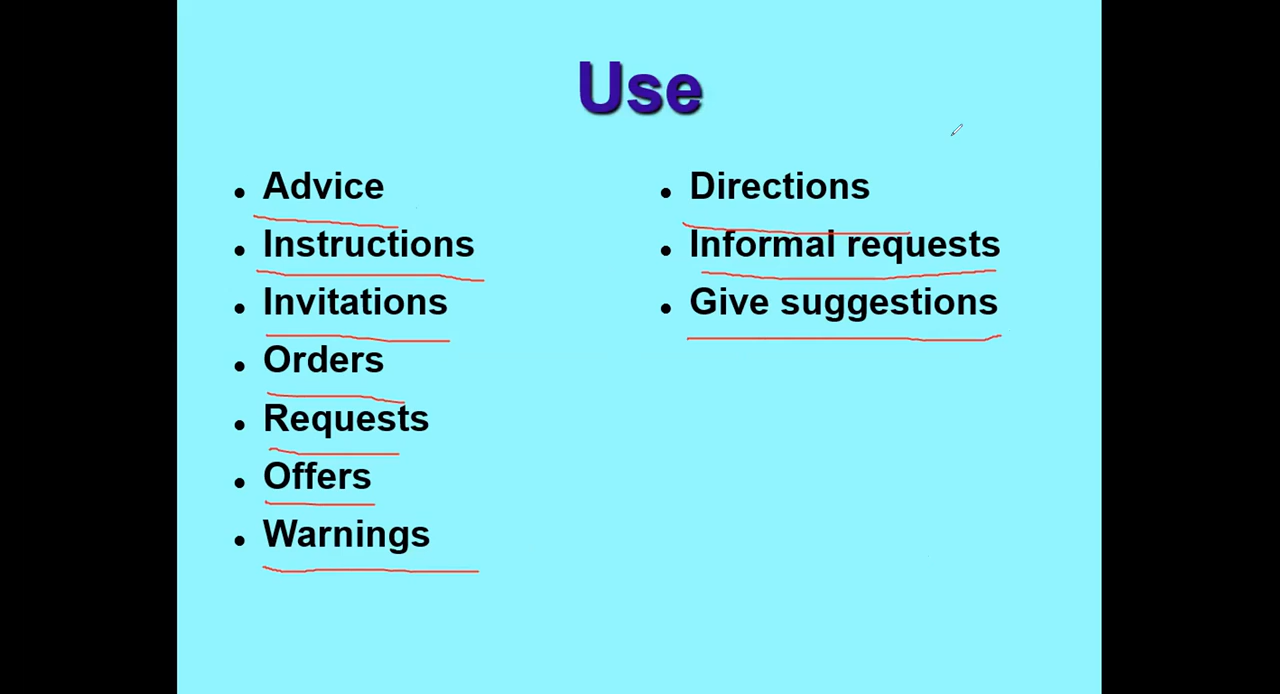 Use
• Advice
• Instructions
• Invitations
• Orders
• Requests
• Offers
• Warnings
• Directions
• Informal requests
• Give suggestions